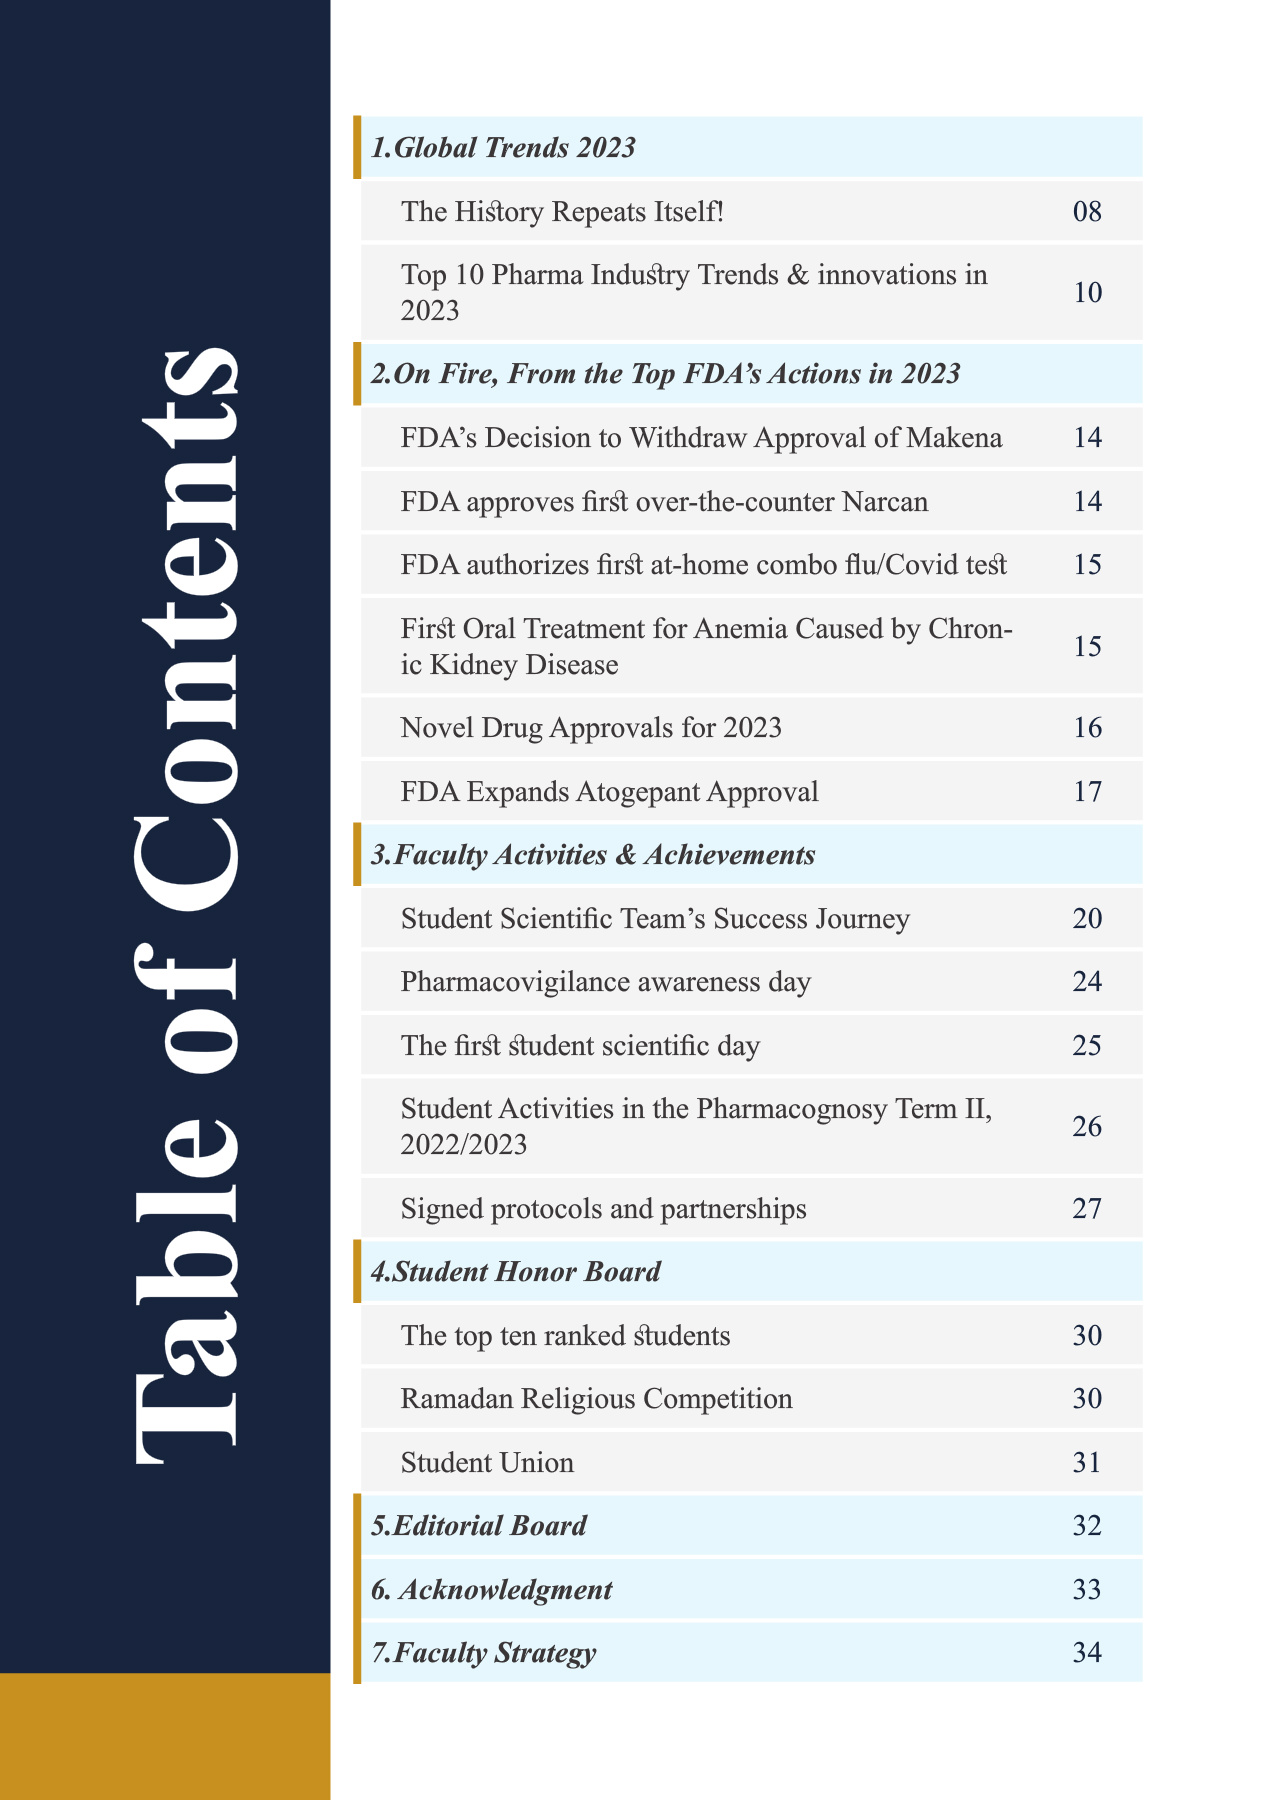 Table of Contents
1.Global Trends 2023
The History Repeats Itself! 08
Top 10 Pharma Industry Trends & innovations in
2023 10
2.On Fire, From the Top FDA’s Actions in 2023
FDA’s Decision to Withdraw Approval of Makena 14
FDA approves first over-the-counter Narcan 14
FDA authorizes first at-home combo flu/Covid test 15
First Oral Treatment for Anemia Caused by Chron-
ic Kidney Disease 15
Novel Drug Approvals for 2023 16
FDA Expands Atogepant Approval 17
3.Faculty Activities & Achievements
Student Scientific Team’s Success Journey 20
Pharmacovigilance awareness day 24
The first student scientific day 25
Student Activities in the Pharmacognosy Term II,
2022/2023 26
Signed protocols and partnerships 27
4.Student Honor Board
The top ten ranked students 30
Ramadan Religious Competition 30
Student Union 31
5.Editorial Board 32
6. Acknowledgment 33
7.Faculty Strategy 34